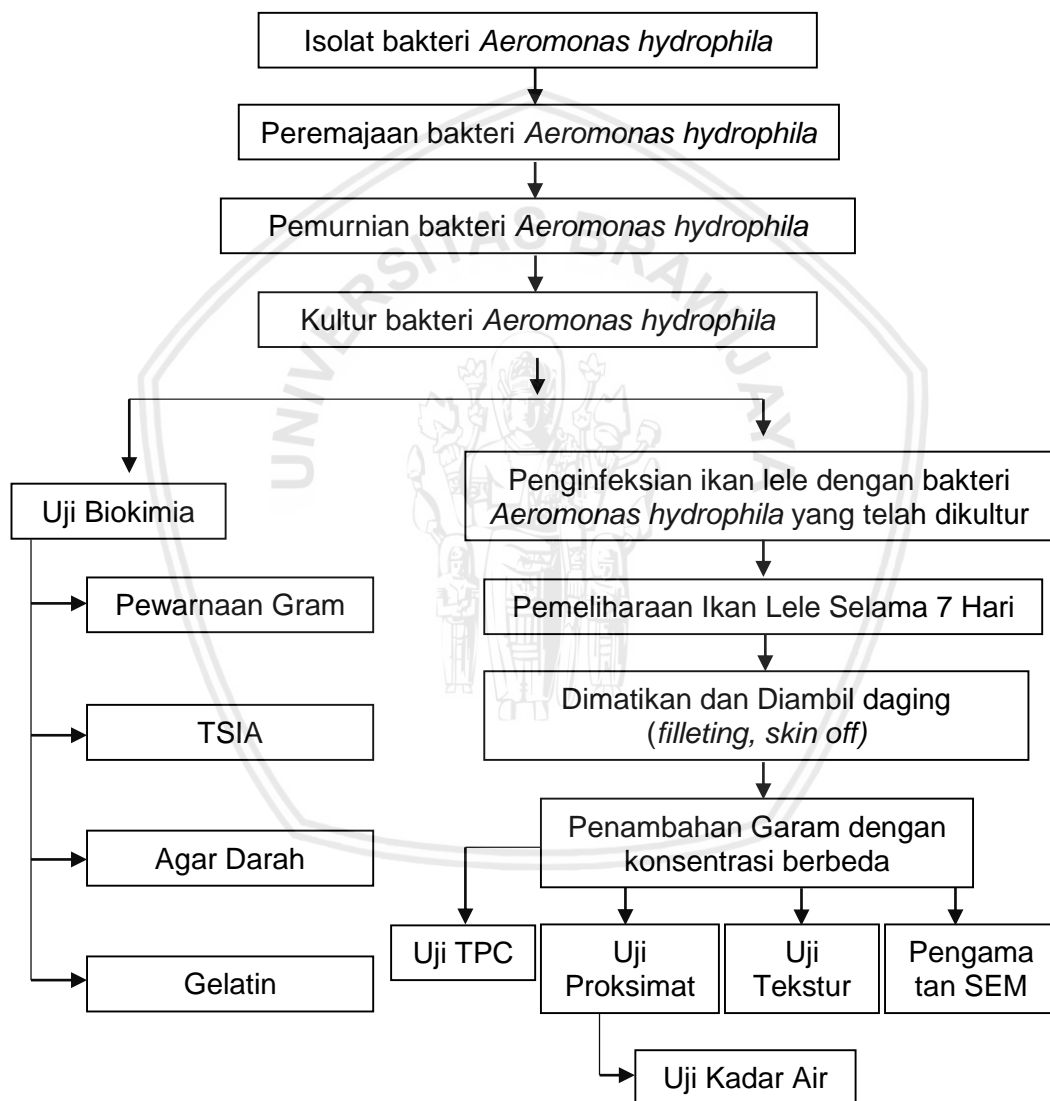 Isolat bakteri Aeromonas hydrophila
Peremajaan bakteri Aeromonas hydrophila
Pemurnian bakteri Aeromonas hydrophila
Kultur bakteri Aeromonas hydrophila
UNIVERSITAS BRAWIJAYA
Uji Biokimia
Pewarnaan Gram
TSIA
Agar Darah
Gelatin
Penginfeksian ikan lele dengan bakteri
Aeromonas hydrophila yang telah dikultur
Pemeliharaan Ikan Lele Selama 7 Hari
Dimatikan dan Diambil daging
(filleting, skin off)
Penambahan Garam dengan
konsentrasi berbeda
Uji TPC
Uji
Proksimat
Uji
Tekstur
Pengama
tan SEM
Uji Kadar Air